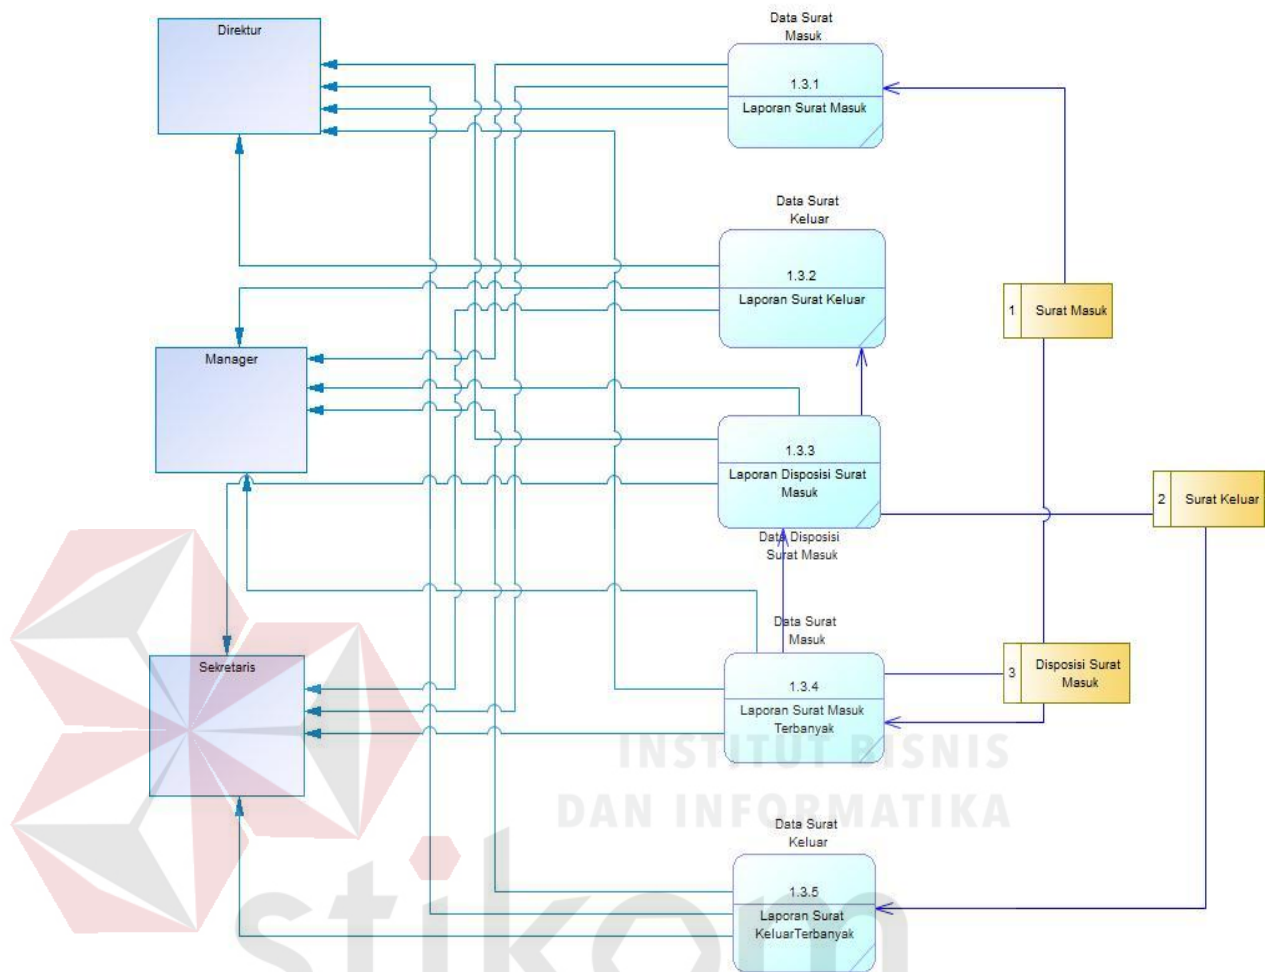 Direktur
Data Surat
Masuk
1.3.1
Laporan Surat Masuk
Data Surat
Keluar
1.3.2
Laporan Surat Keluar
1
Surat Masuk
Manager
1.3.3
Laporan Disposisi Surat
Masuk
2
Surat Keluar
Data Disposisi
Surat Masuk
Data Surat
Masuk
Sekretaris
1.3.4
Laporan Surat Masuk
Terbanyak
3
Disposisi Surat
Masuk
INSTITUT BISNIS
DAN INFORMATIKA
Data Surat
Keluar
1.3.5
Laporan Surat
KeluarTerbanyak
stikom